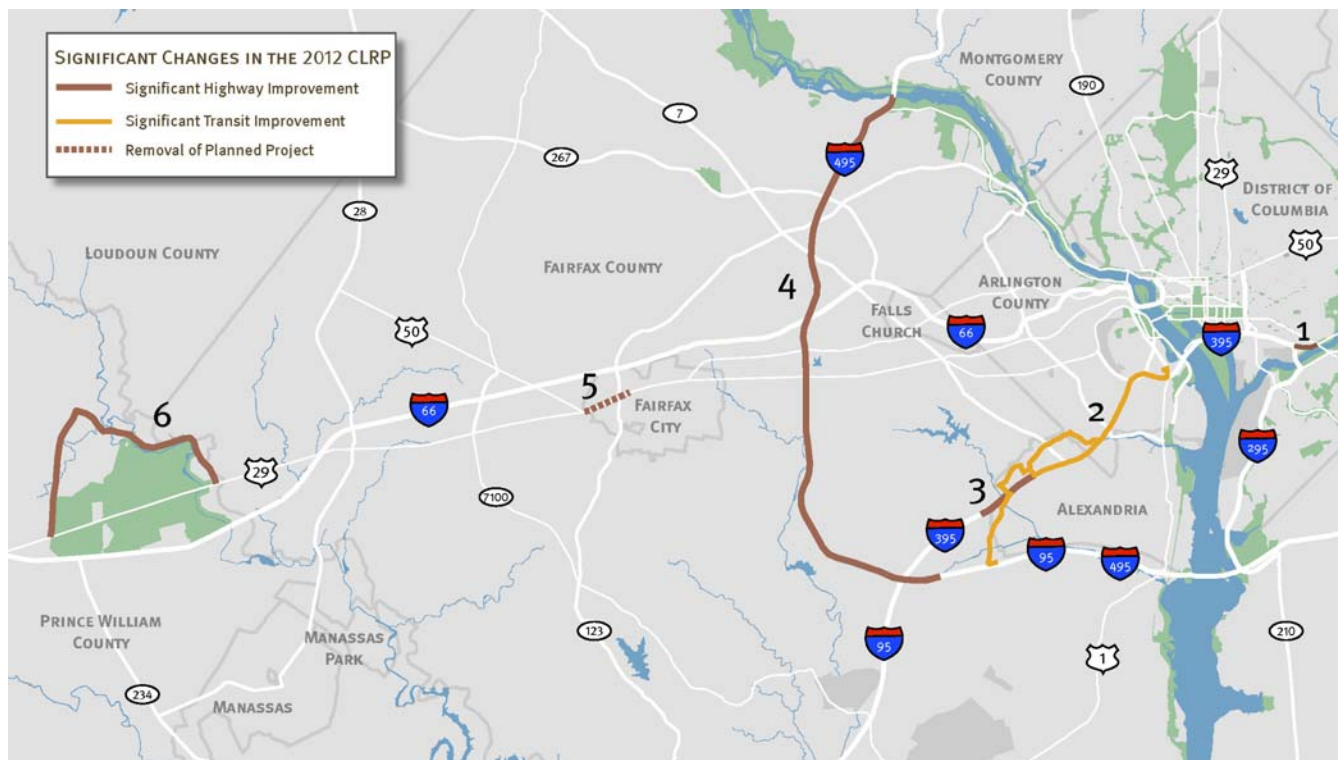 SIGNIFICANT CHANGES IN THE 2012 CLRP
Significant Highway Improvement
Significant Transit Improvement
Removal of Planned Project
MONTGOMERY
COUNTY
190
7
267
495
29
DISTRICT OF
COLUMBIA
28
50
LOUDOUN COUNTY
FAIRFAX COUNTY
4
ARLINGTON
COUNTY
FALLS
CHURCH
66
395
1
50
5
66
FAIRFAX
CITY
2
6
29
295
7100
3
ALEXANDRIA
395
95
495
PRINCE WILLIAM
COUNTY
MANASSAS
PARK
123
95
1
210
234
MANASSAS